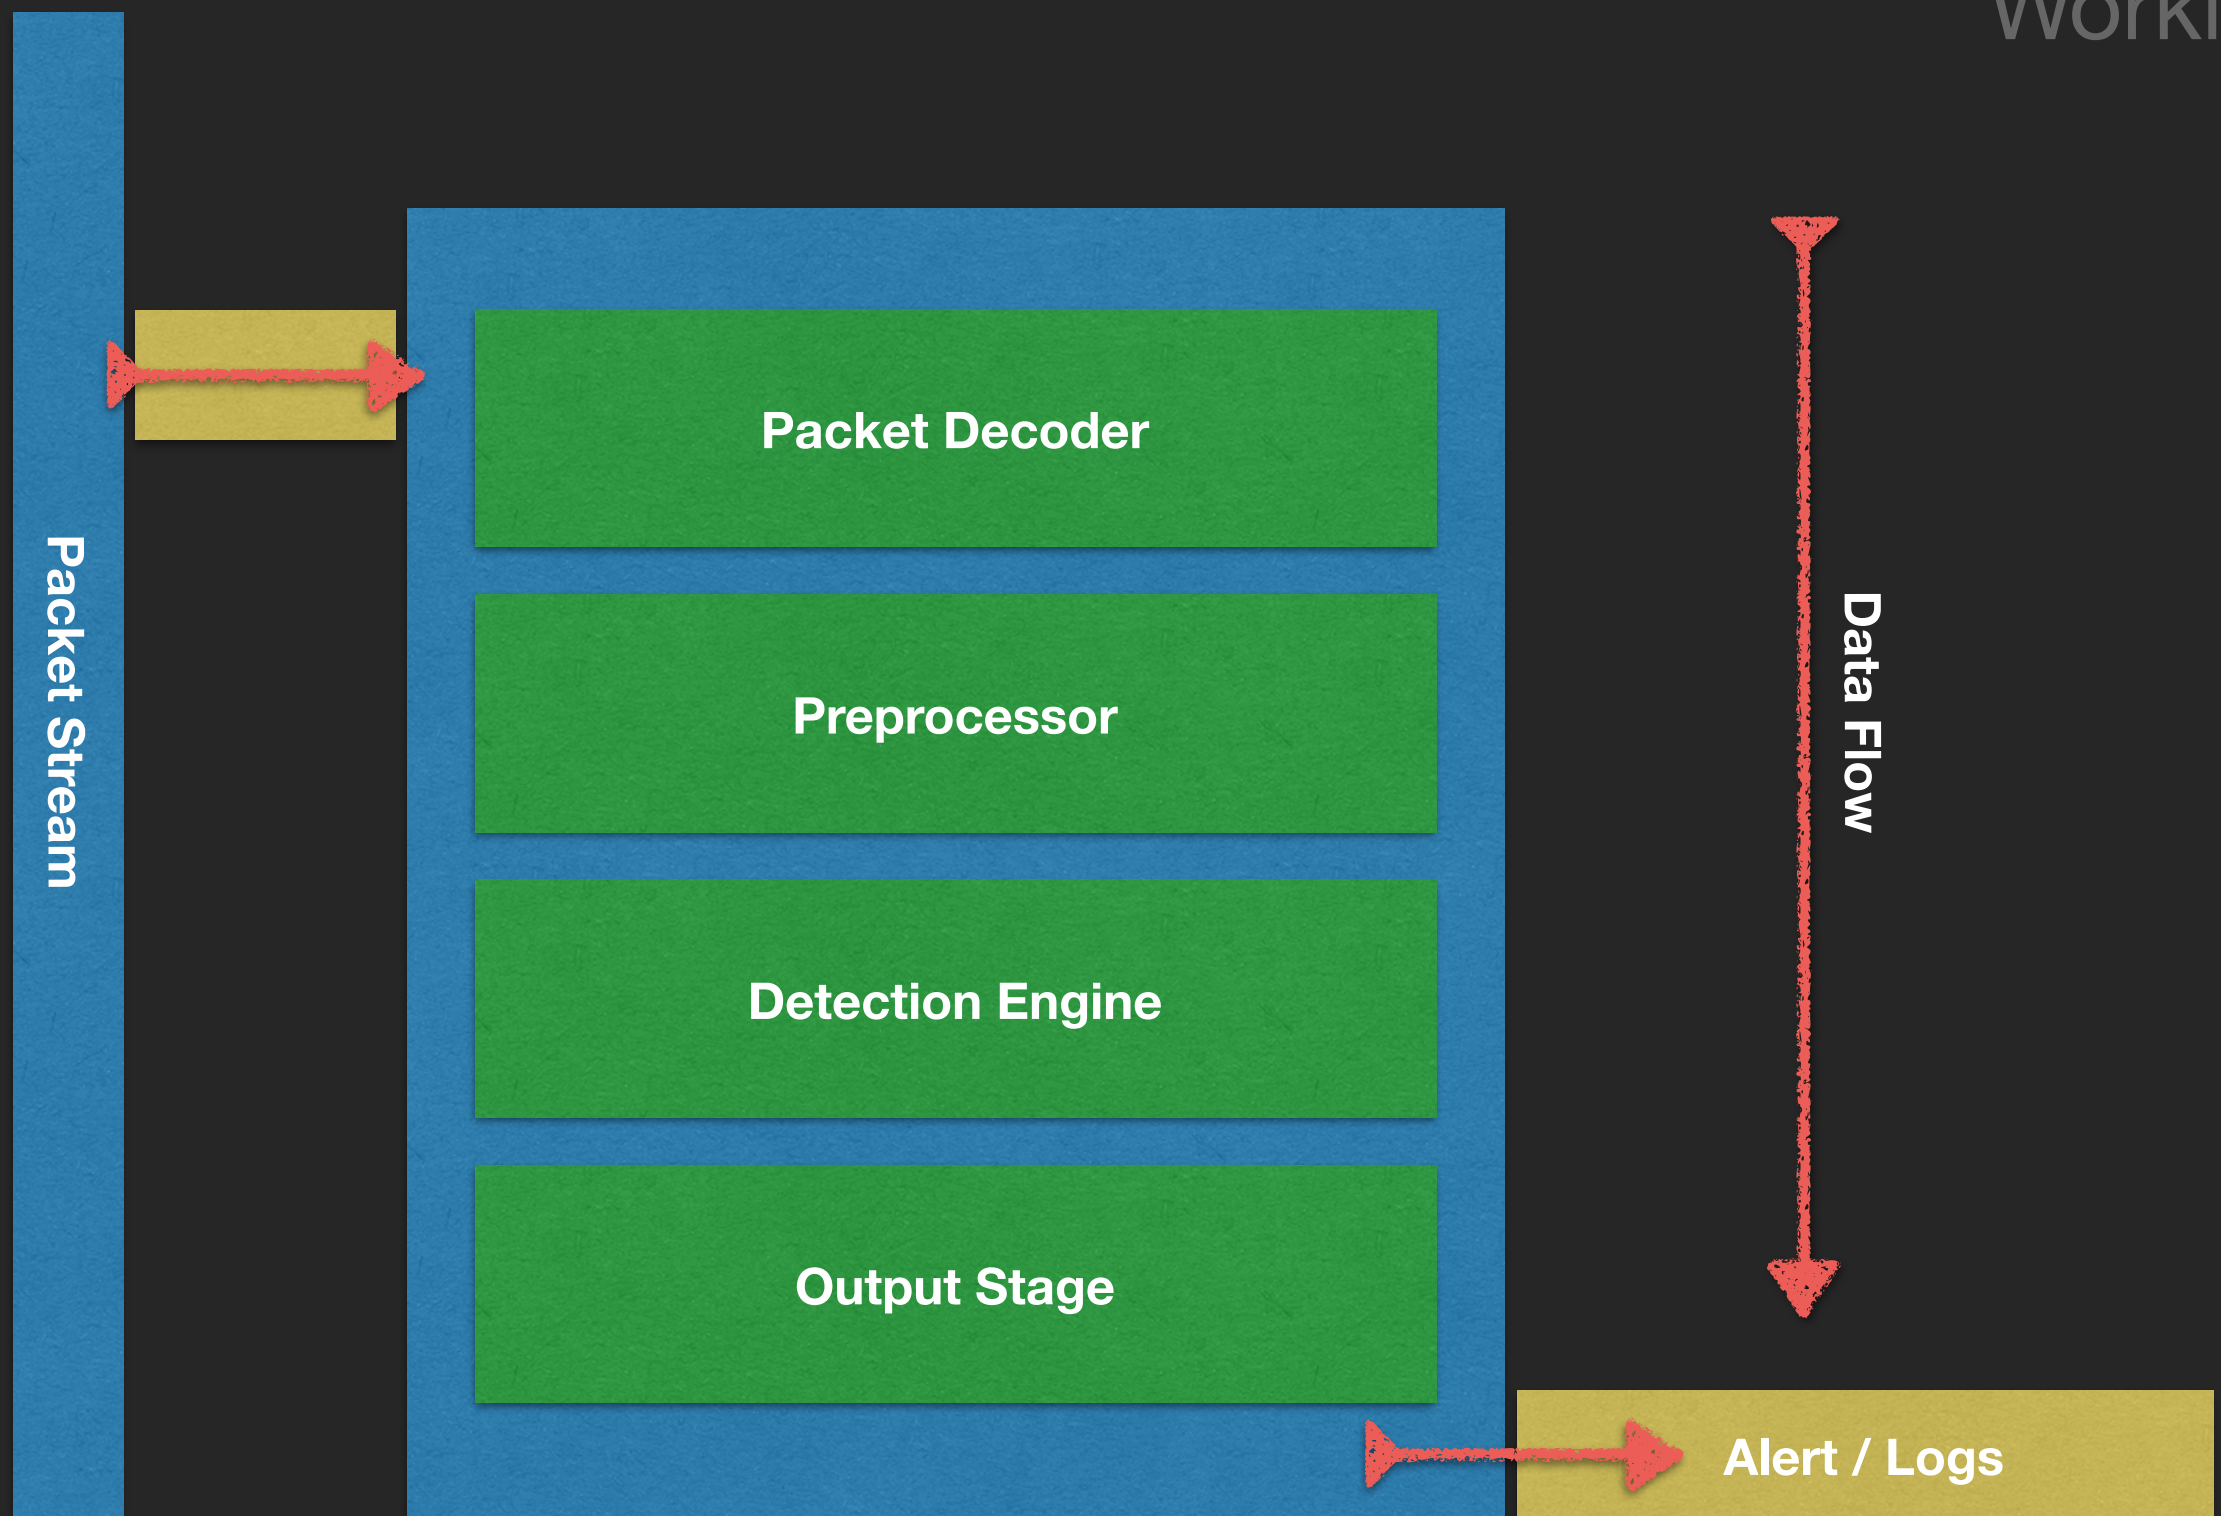 Packet Stream
Packet Decoder
Preprocessor
Detection Engine
Output Stage
Data Flow
Alert / Logs